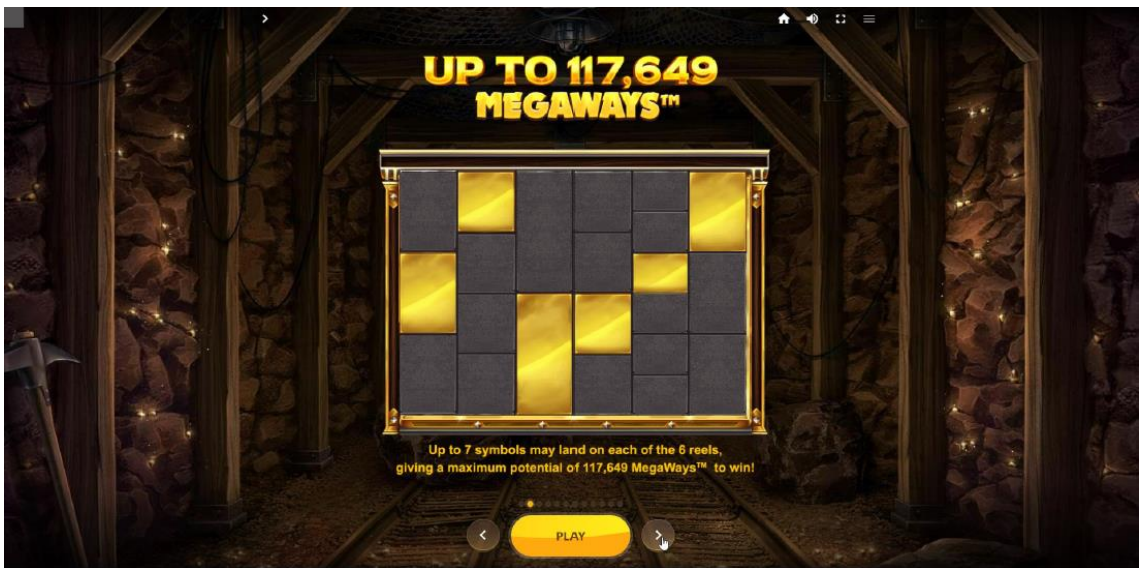 UP TO 117,649
MEGAWAYS™
Up to 7 symbols may land on each of the 6 reels,
giving a maximum potential of 117,649 MegaWays™ to win!
PLAY